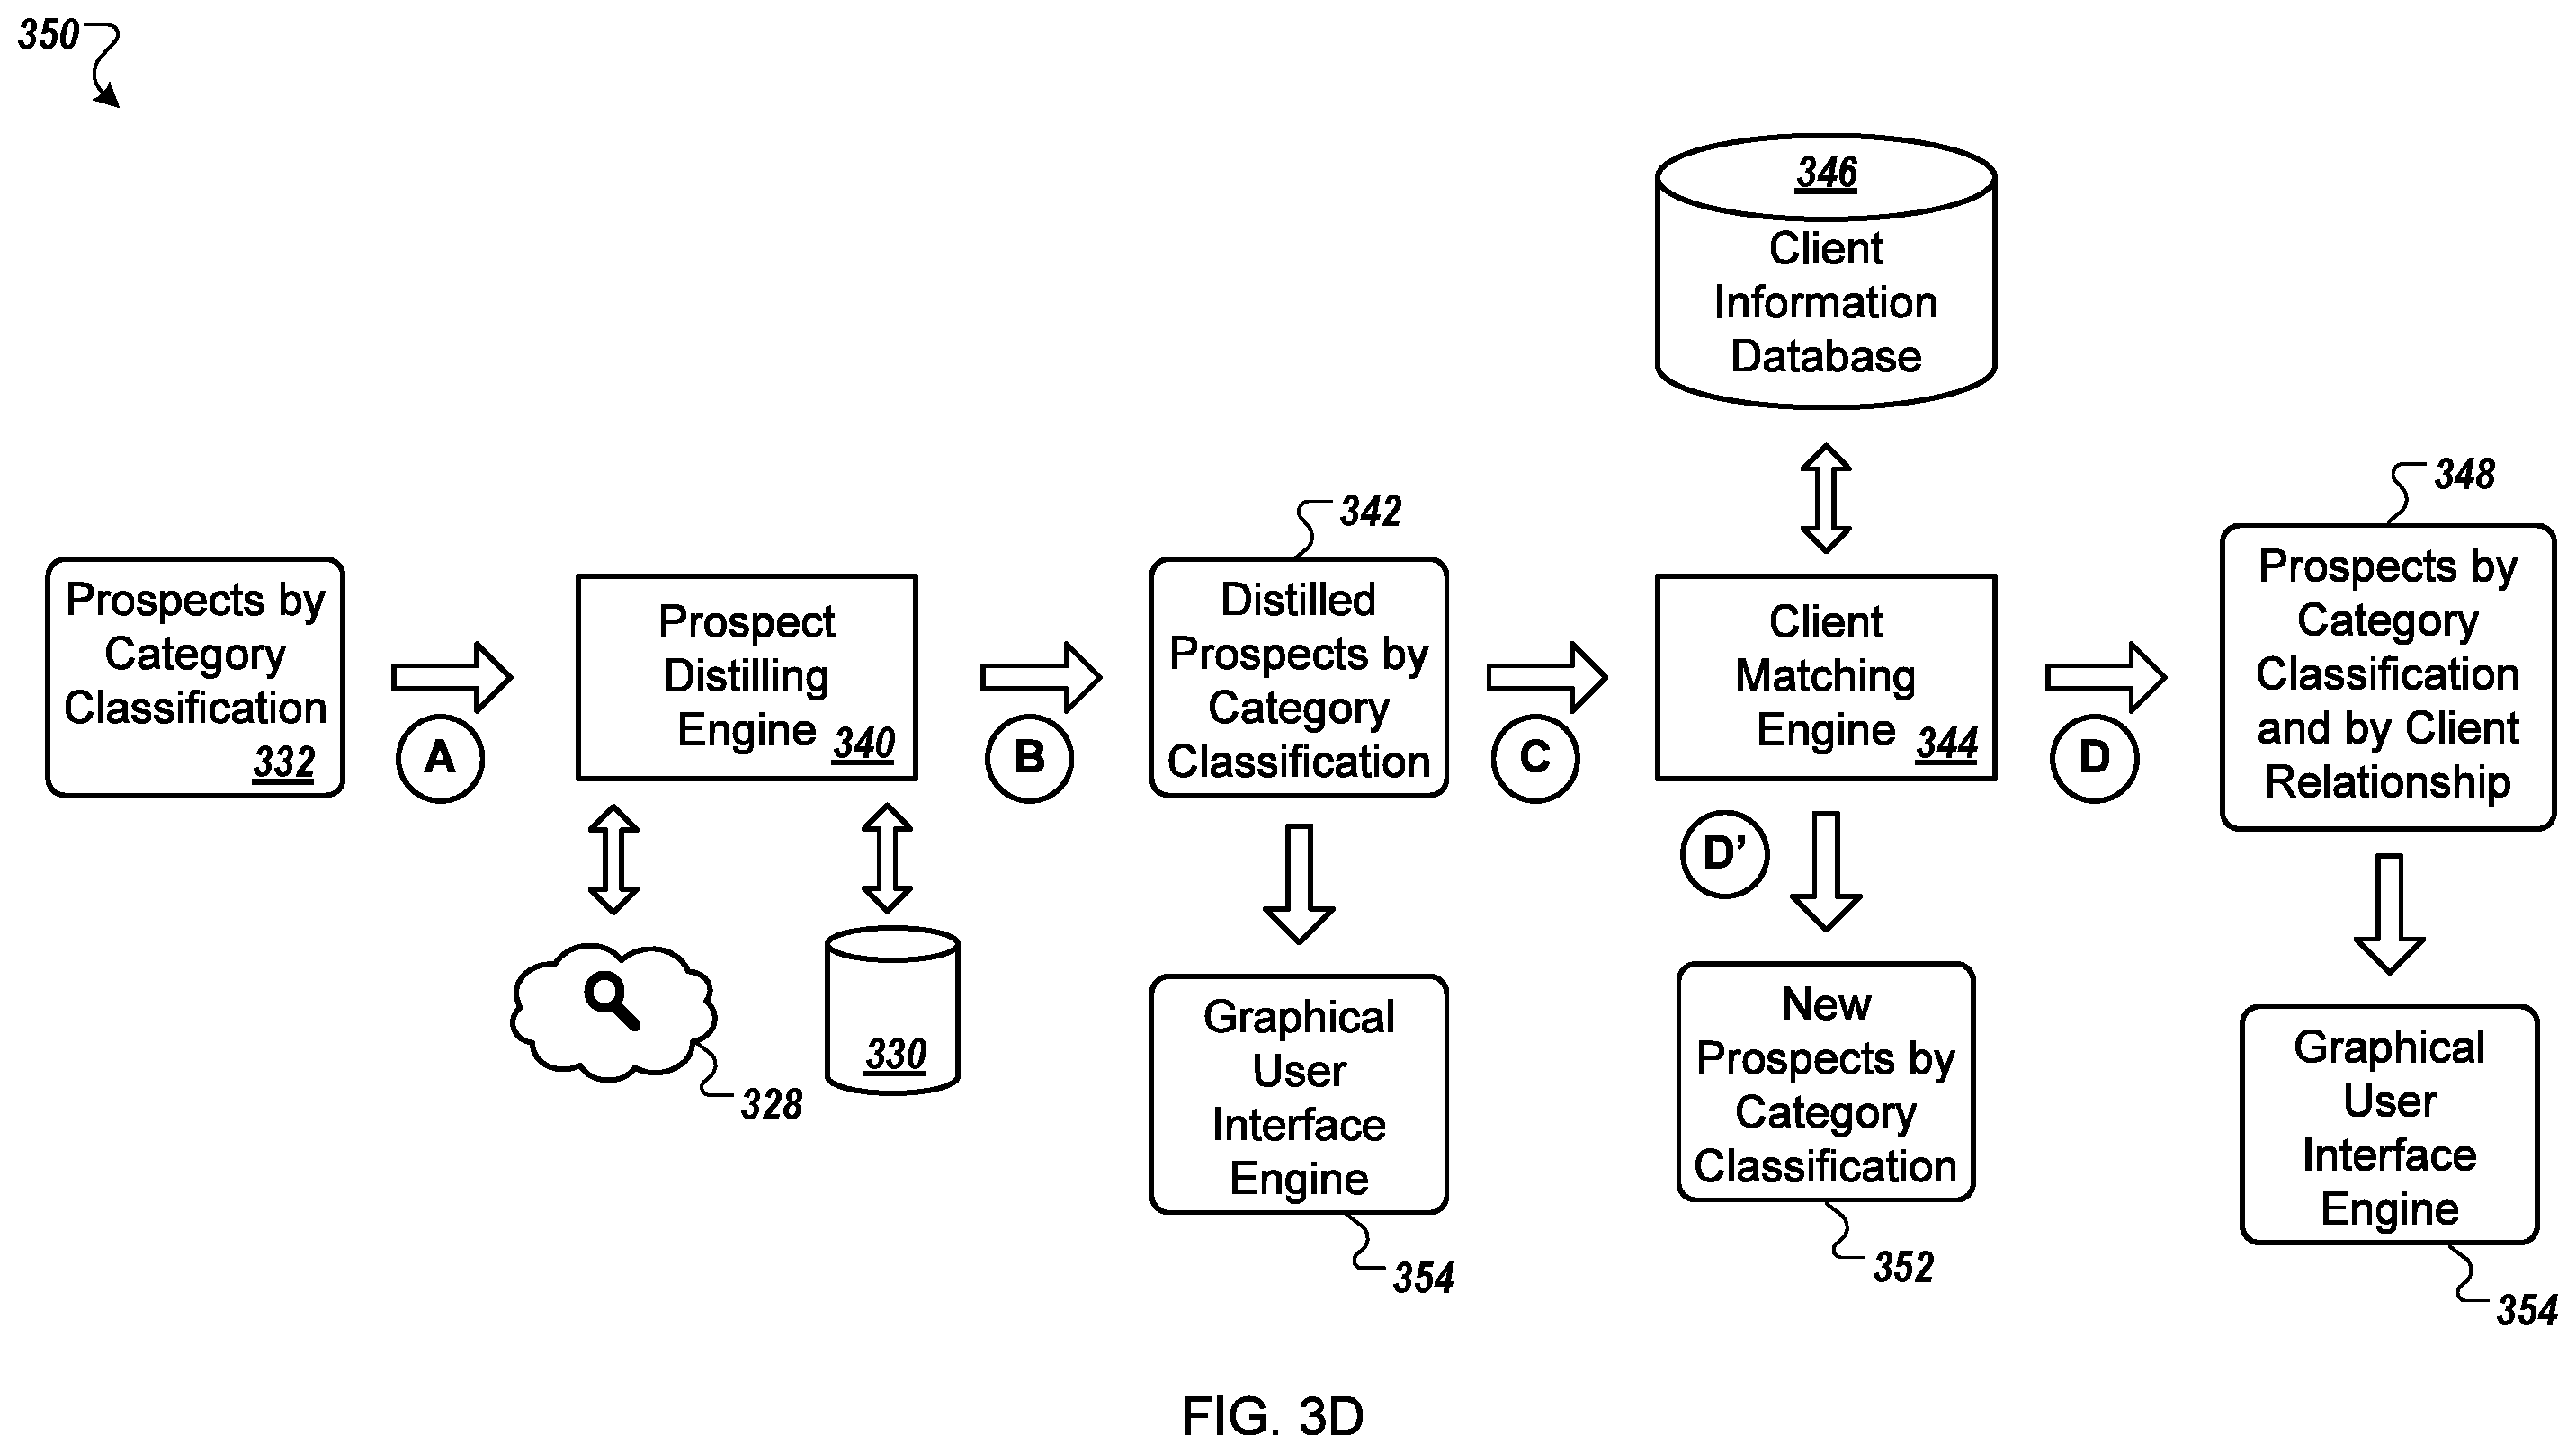 350
346
Client
Information
Database
342
348
Prospects by
Category
Classification
332
A
Prospect
Distilling
Engine
340
B
Distilled
Prospects by
Category
Classification
C
Client
Matching
Engine
344
D
Prospects by
Category
Classification
and by Client
Relationship
D’
328
330
Graphical
User
Interface
Engine
354
New
Prospects by
Category
Classification
352
Graphical
User
Interface
Engine
354
FIG. 3D